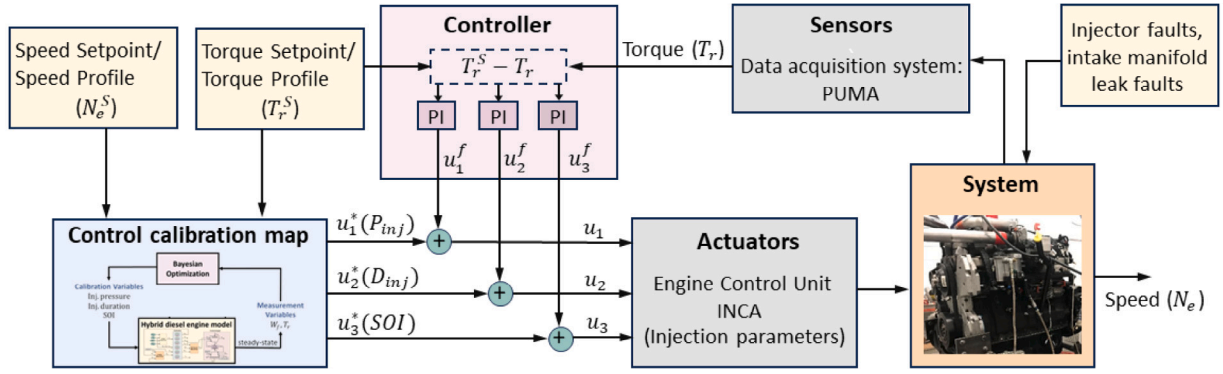 Speed Setpoint/
Speed Profile
(N_e^S)
Torque Setpoint/
Torque Profile
(T_r^S)
Controller
T_r^S − T_r
PI
PI
PI
u_1^f
u_2^f
u_3^f
Torque (T_r)
Sensors
Data acquisition system:
PUMA
Injector faults,
intake manifold
leak faults
Control calibration map
Bayesian
Optimization
Calibration Variables
Inj. pressure
Inj. duration
SOI
Measurement
Variables
W_f, T_r
Hybrid diesel engine model
steady-state
u_1^*(P_inj)
u_2^*(D_inj)
u_3^*(SOI)
+
+
+
u_1
u_2
u_3
Actuators
Engine Control Unit
INCA
(Injection parameters)
System
Speed (N_e)